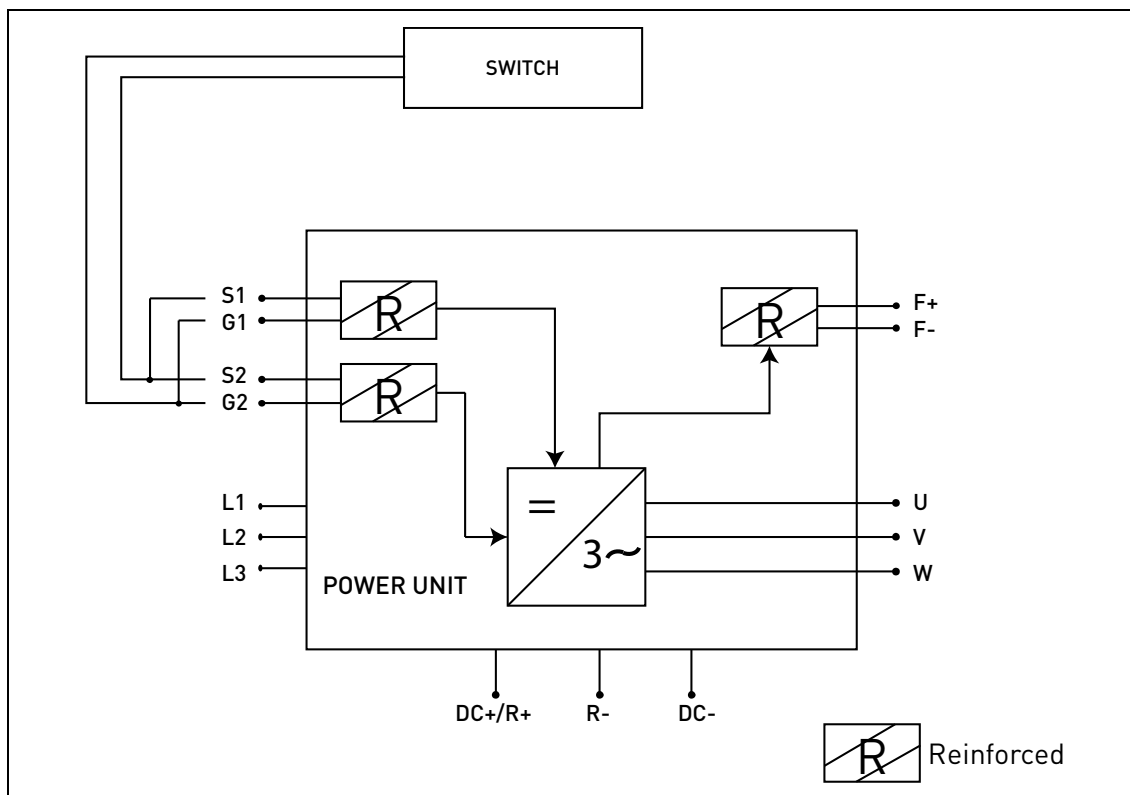 SWITCH
S1
G1
S2
G2
R
R
R
F+
F-
L1
L2
L3
=
3~
U
V
W
POWER UNIT
DC+/R+ R- DC-
R Reinforced